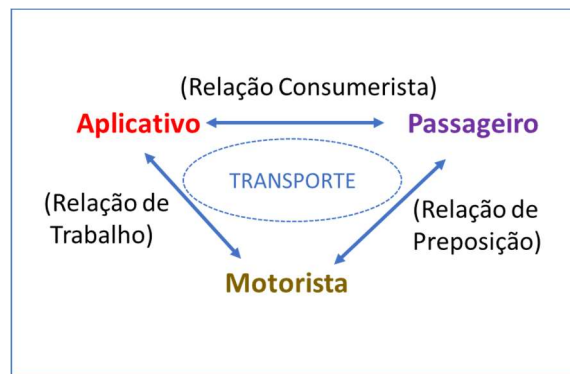 (Relação Consumerista)
Aplicativo
Passageiro
TRANSPORTE
(Relação de
Trabalho)
(Relação de
Preposição)
Motorista